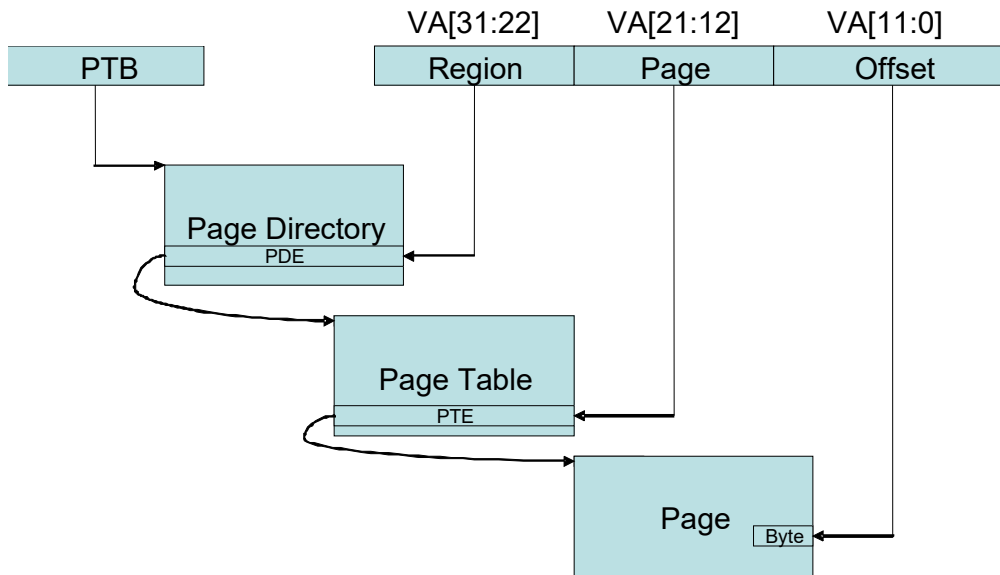 VA[31:22] VA[21:12] VA[11:0]
PTB Region Page Offset
Page Directory
PDE
Page Table
PTE
Page
Byte